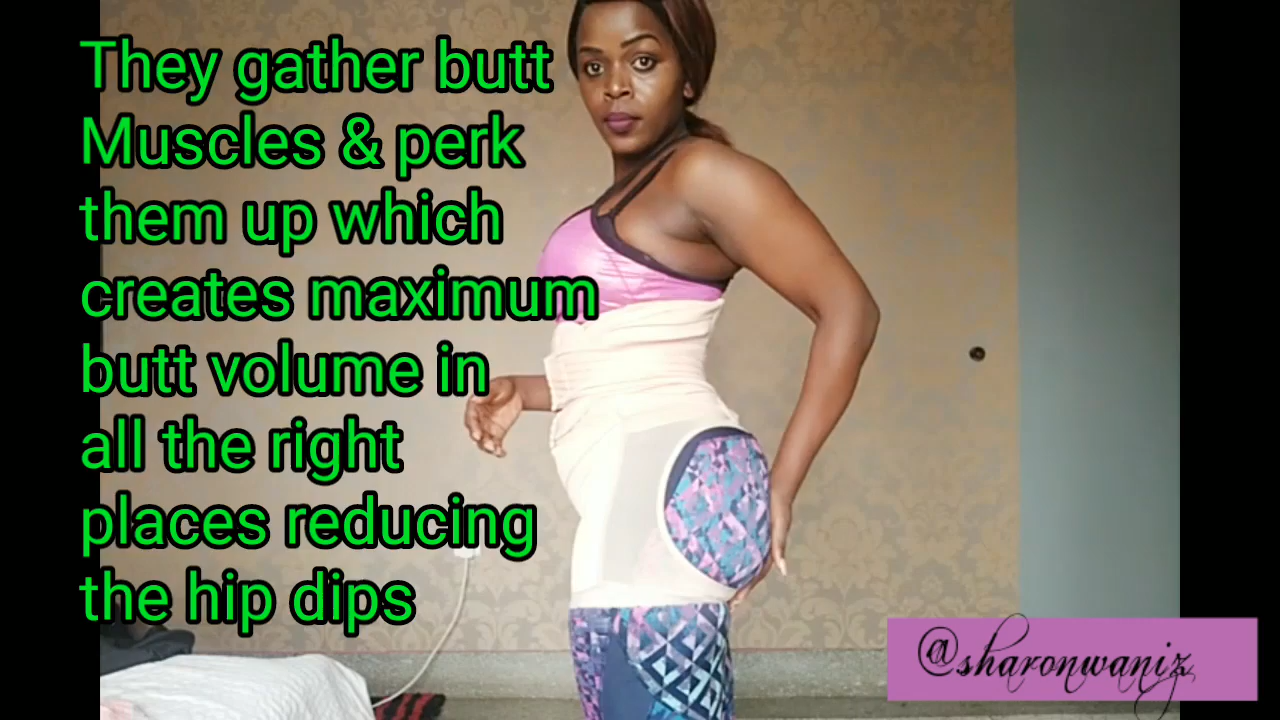 They gather butt
Muscles & perk
them up which
creates maximum
butt volume in
all the right
places reducing
the hip dips
@sharonwaniz